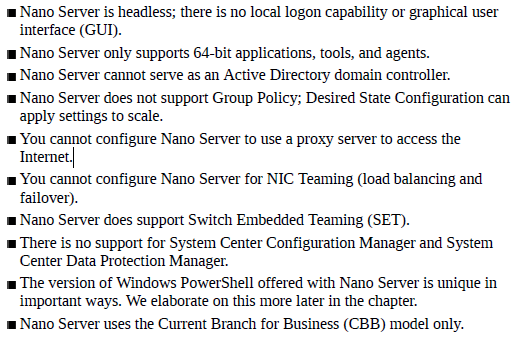 ■ Nano Server is headless; there is no local logon capability or graphical user
interface (GUI).
■ Nano Server only supports 64-bit applications, tools, and agents.
■ Nano Server cannot serve as an Active Directory domain controller.
■ Nano Server does not support Group Policy; Desired State Configuration can
apply settings to scale.
■ You cannot configure Nano Server to use a proxy server to access the
Internet.
■ You cannot configure Nano Server for NIC Teaming (load balancing and
failover).
■ Nano Server does support Switch Embedded Teaming (SET).
■ There is no support for System Center Configuration Manager and System
Center Data Protection Manager.
■ The version of Windows PowerShell offered with Nano Server is unique in
important ways. We elaborate on this more later in the chapter.
■ Nano Server uses the Current Branch for Business (CBB) model only.